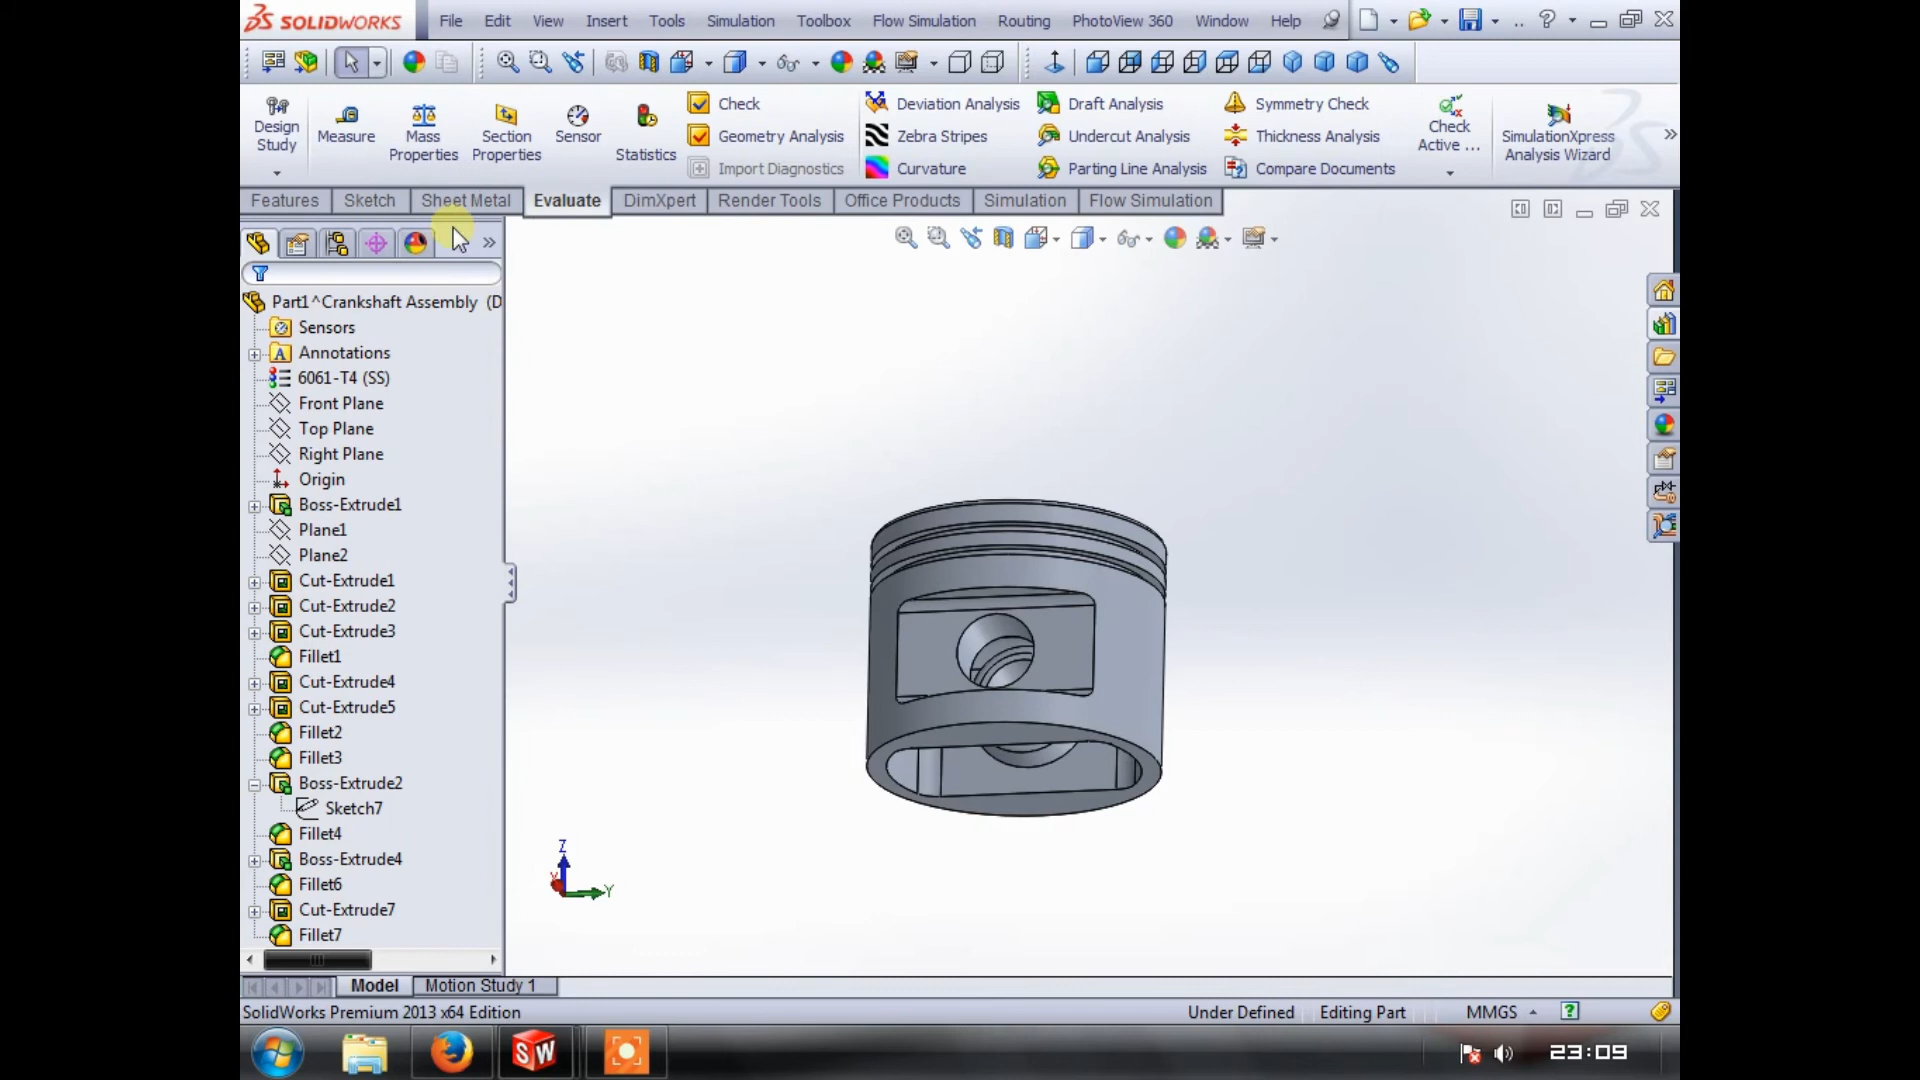 SOLIDWORKS File Edit View Insert Tools Simulation Toolbox Flow Simulation Routing PhotoView 360 Window Help
Design Study
Measure
Mass Properties
Section Properties
Sensor
Statistics
Check
Geometry Analysis
Import Diagnostics
Deviation Analysis
Zebra Stripes
Curvature
Draft Analysis
Undercut Analysis
Parting Line Analysis
Symmetry Check
Thickness Analysis
Compare Documents
Check Active ...
SimulationXpress Analysis Wizard
Features Sketch Sheet Metal Evaluate DimXpert Render Tools Office Products Simulation Flow Simulation
Part1^Crankshaft Assembly (D
Sensors
Annotations
6061-T4 (SS)
Front Plane
Top Plane
Right Plane
Origin
Boss-Extrude1
Plane1
Plane2
Cut-Extrude1
Cut-Extrude2
Cut-Extrude3
Fillet1
Cut-Extrude4
Cut-Extrude5
Fillet2
Fillet3
Boss-Extrude2
Sketch7
Fillet4
Boss-Extrude4
Fillet6
Cut-Extrude7
Fillet7
Z
Y
X
Model Motion Study 1
SolidWorks Premium 2013 x64 Edition Under Defined Editing Part MMGS
SW
23:09